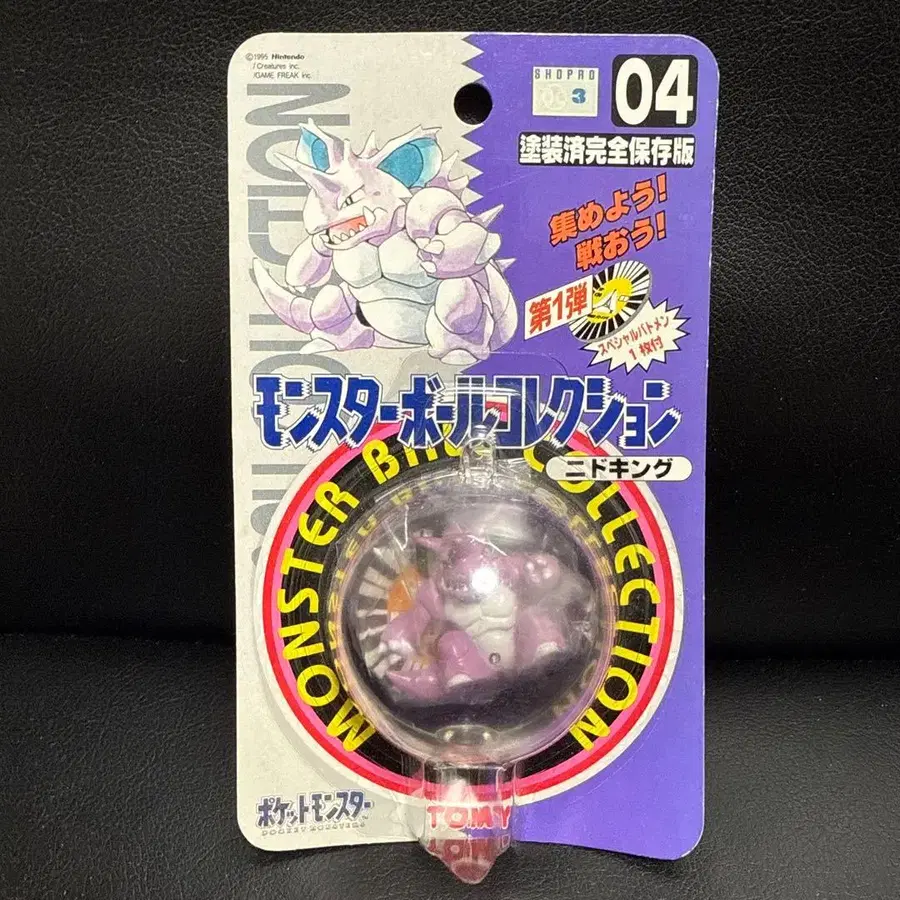 ©1995 Nintendo
/Creatures inc.
/GAME FREAK inc.
SHOPRO
3
04
塗装済完全保存版
集めよう!
戦おう!
第1弾
スペシャルバトメン
1枚付
モンスターボールコレクション
ニドキング
MONSTER BALL COLLECTION
ポケットモンスター
POCKET MONSTERS
TOMY